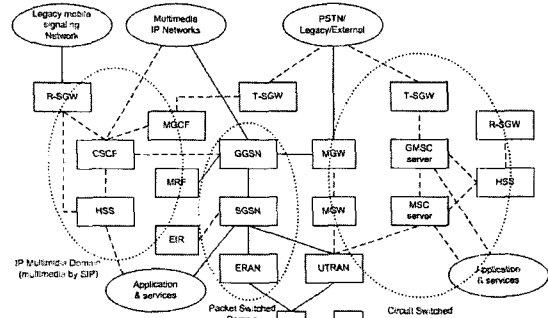 Legacy mobile
signaling
Network
Multimedia
IP Networks
PSTN/
Legacy/External
R-SGW
MGCF
T-SGW
T-SGW
R-SGW
CSCF
GGSN
MGW
GMSC
server
MRF
HSS
HSS
SGSN
MGW
MSC
server
EIR
IP Multimedia Domain
(multimedia by SIP)
ERAN
UTRAN
Application
& services
Application
& services
Packet Switched
Circuit Switched